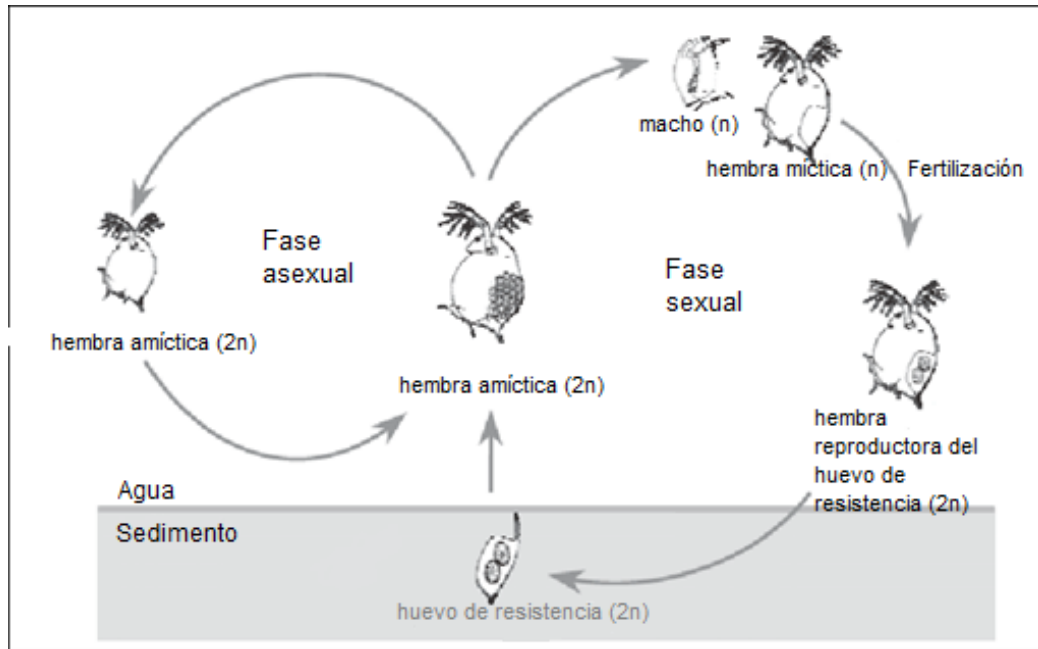 macho (n)
hembra míctica (n)
Fertilización
Fase
asexual
Fase
sexual
hembra amíctica (2n)
hembra amíctica (2n)
hembra
reproductora del
huevo de
resistencia (2n)
Agua
Sedimento
huevo de resistencia (2n)